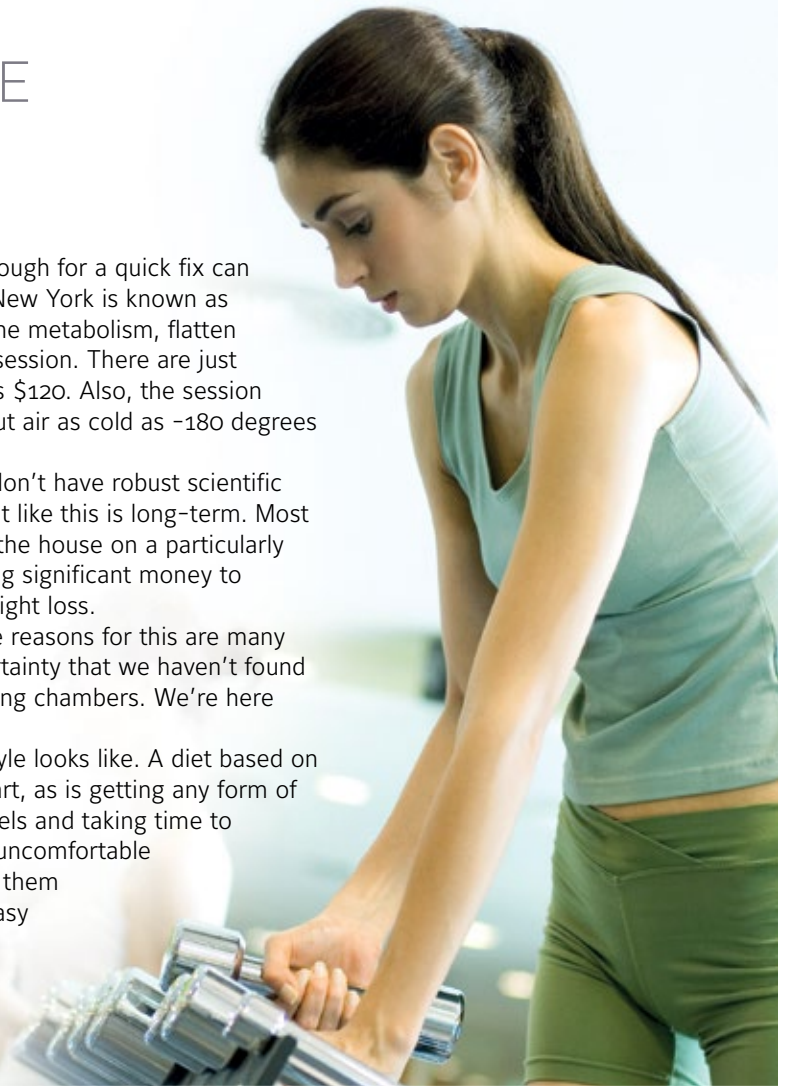 E
ough for a quick fix can
New York is known as
he metabolism, flatten
session. There are just
s $120. Also, the session
ut air as cold as -180 degrees
don't have robust scientific
t like this is long-term. Most
the house on a particularly
g significant money to
ight loss.
e reasons for this are many
rtainty that we haven't found
ng chambers. We're here
yle looks like. A diet based on
art, as is getting any form of
els and taking time to
uncomfortable
them
asy